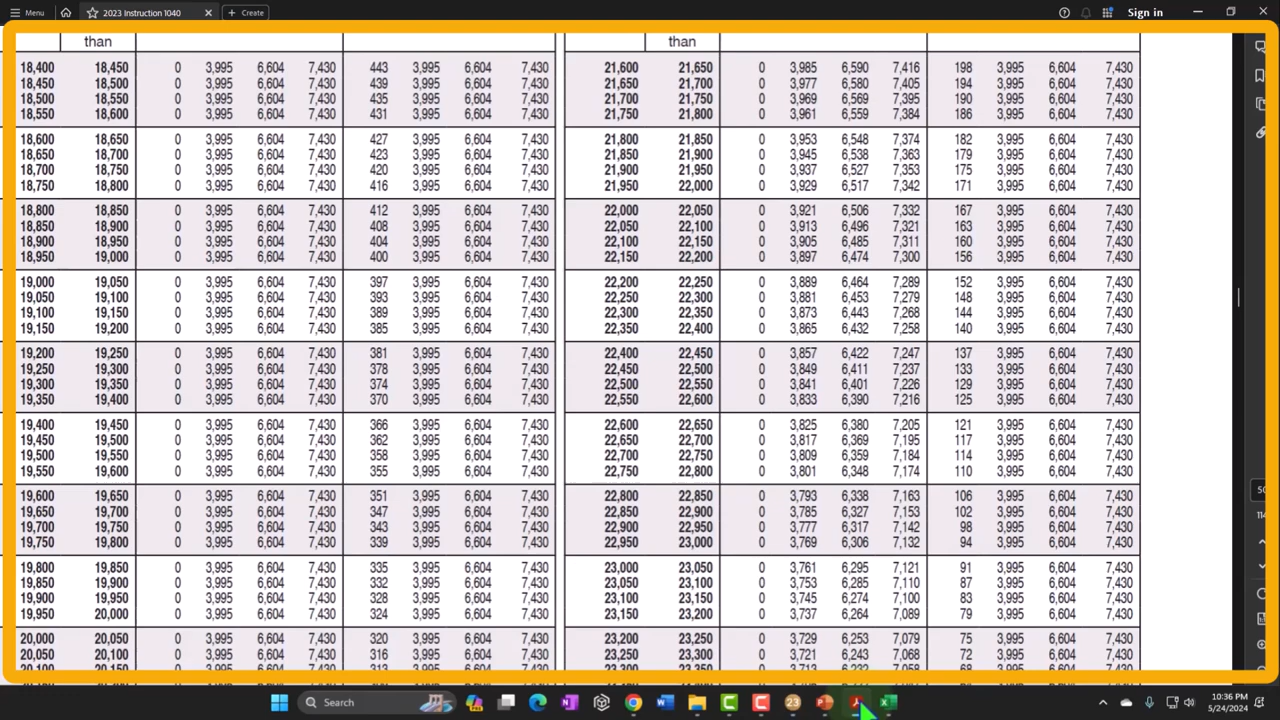 Menu
2023 Instruction 1040
Create
Sign in
than
than
18,400 18,450 0 3,995 6,604 7,430 443 3,995 6,604 7,430 21,600 21,650 0 3,985 6,590 7,416 198 3,995 6,604 7,430
18,450 18,500 0 3,995 6,604 7,430 439 3,995 6,604 7,430 21,650 21,700 0 3,977 6,580 7,405 194 3,995 6,604 7,430
18,500 18,550 0 3,995 6,604 7,430 435 3,995 6,604 7,430 21,700 21,750 0 3,969 6,569 7,395 190 3,995 6,604 7,430
18,550 18,600 0 3,995 6,604 7,430 431 3,995 6,604 7,430 21,750 21,800 0 3,961 6,559 7,384 186 3,995 6,604 7,430
18,600 18,650 0 3,995 6,604 7,430 427 3,995 6,604 7,430 21,800 21,850 0 3,953 6,548 7,374 182 3,995 6,604 7,430
18,650 18,700 0 3,995 6,604 7,430 423 3,995 6,604 7,430 21,850 21,900 0 3,945 6,538 7,363 179 3,995 6,604 7,430
18,700 18,750 0 3,995 6,604 7,430 420 3,995 6,604 7,430 21,900 21,950 0 3,937 6,527 7,353 175 3,995 6,604 7,430
18,750 18,800 0 3,995 6,604 7,430 416 3,995 6,604 7,430 21,950 22,000 0 3,929 6,517 7,342 171 3,995 6,604 7,430
18,800 18,850 0 3,995 6,604 7,430 412 3,995 6,604 7,430 22,000 22,050 0 3,921 6,506 7,332 167 3,995 6,604 7,430
18,850 18,900 0 3,995 6,604 7,430 408 3,995 6,604 7,430 22,050 22,100 0 3,913 6,496 7,321 163 3,995 6,604 7,430
18,900 18,950 0 3,995 6,604 7,430 404 3,995 6,604 7,430 22,100 22,150 0 3,905 6,485 7,311 160 3,995 6,604 7,430
18,950 19,000 0 3,995 6,604 7,430 400 3,995 6,604 7,430 22,150 22,200 0 3,897 6,474 7,300 156 3,995 6,604 7,430
19,000 19,050 0 3,995 6,604 7,430 397 3,995 6,604 7,430 22,200 22,250 0 3,889 6,464 7,289 152 3,995 6,604 7,430
19,050 19,100 0 3,995 6,604 7,430 393 3,995 6,604 7,430 22,250 22,300 0 3,881 6,453 7,279 148 3,995 6,604 7,430
19,100 19,150 0 3,995 6,604 7,430 389 3,995 6,604 7,430 22,300 22,350 0 3,873 6,443 7,268 144 3,995 6,604 7,430
19,150 19,200 0 3,995 6,604 7,430 385 3,995 6,604 7,430 22,350 22,400 0 3,865 6,432 7,258 140 3,995 6,604 7,430
19,200 19,250 0 3,995 6,604 7,430 381 3,995 6,604 7,430 22,400 22,450 0 3,857 6,422 7,247 137 3,995 6,604 7,430
19,250 19,300 0 3,995 6,604 7,430 378 3,995 6,604 7,430 22,450 22,500 0 3,849 6,411 7,237 133 3,995 6,604 7,430
19,300 19,350 0 3,995 6,604 7,430 374 3,995 6,604 7,430 22,500 22,550 0 3,841 6,401 7,226 129 3,995 6,604 7,430
19,350 19,400 0 3,995 6,604 7,430 370 3,995 6,604 7,430 22,550 22,600 0 3,833 6,390 7,216 125 3,995 6,604 7,430
19,400 19,450 0 3,995 6,604 7,430 366 3,995 6,604 7,430 22,600 22,650 0 3,825 6,380 7,205 121 3,995 6,604 7,430
19,450 19,500 0 3,995 6,604 7,430 362 3,995 6,604 7,430 22,650 22,700 0 3,817 6,369 7,195 117 3,995 6,604 7,430
19,500 19,550 0 3,995 6,604 7,430 358 3,995 6,604 7,430 22,700 22,750 0 3,809 6,359 7,184 114 3,995 6,604 7,430
19,550 19,600 0 3,995 6,604 7,430 355 3,995 6,604 7,430 22,750 22,800 0 3,801 6,348 7,174 110 3,995 6,604 7,430
19,600 19,650 0 3,995 6,604 7,430 351 3,995 6,604 7,430 22,800 22,850 0 3,793 6,338 7,163 106 3,995 6,604 7,430
19,650 19,700 0 3,995 6,604 7,430 347 3,995 6,604 7,430 22,850 22,900 0 3,785 6,327 7,153 102 3,995 6,604 7,430
19,700 19,750 0 3,995 6,604 7,430 343 3,995 6,604 7,430 22,900 22,950 0 3,777 6,317 7,142 98 3,995 6,604 7,430
19,750 19,800 0 3,995 6,604 7,430 339 3,995 6,604 7,430 22,950 23,000 0 3,769 6,306 7,132 94 3,995 6,604 7,430
19,800 19,850 0 3,995 6,604 7,430 335 3,995 6,604 7,430 23,000 23,050 0 3,761 6,295 7,121 91 3,995 6,604 7,430
19,850 19,900 0 3,995 6,604 7,430 332 3,995 6,604 7,430 23,050 23,100 0 3,753 6,285 7,110 87 3,995 6,604 7,430
19,900 19,950 0 3,995 6,604 7,430 328 3,995 6,604 7,430 23,100 23,150 0 3,745 6,274 7,100 83 3,995 6,604 7,430
19,950 20,000 0 3,995 6,604 7,430 324 3,995 6,604 7,430 23,150 23,200 0 3,737 6,264 7,089 79 3,995 6,604 7,430
20,000 20,050 0 3,995 6,604 7,430 320 3,995 6,604 7,430 23,200 23,250 0 3,729 6,253 7,079 75 3,995 6,604 7,430
20,050 20,100 0 3,995 6,604 7,430 316 3,995 6,604 7,430 23,250 23,300 0 3,721 6,243 7,068 72 3,995 6,604 7,430
Search
23
10:36 PM
5/24/2024